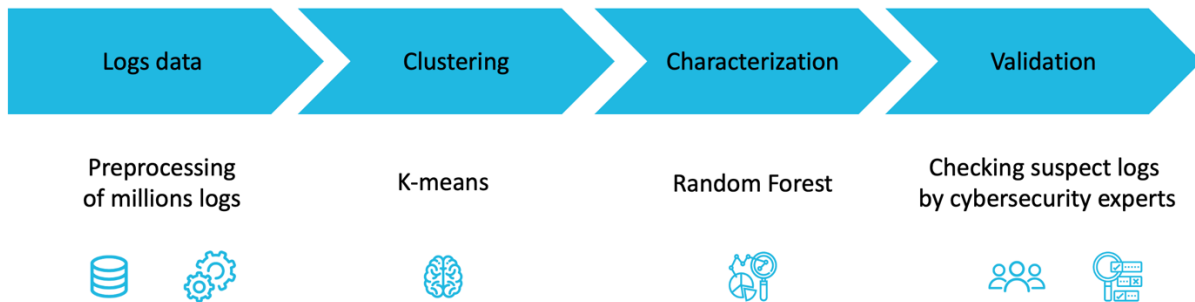 Logs data
Clustering
Characterization
Validation
Preprocessing
of millions logs
K-means
Random Forest
Checking suspect logs
by cybersecurity experts